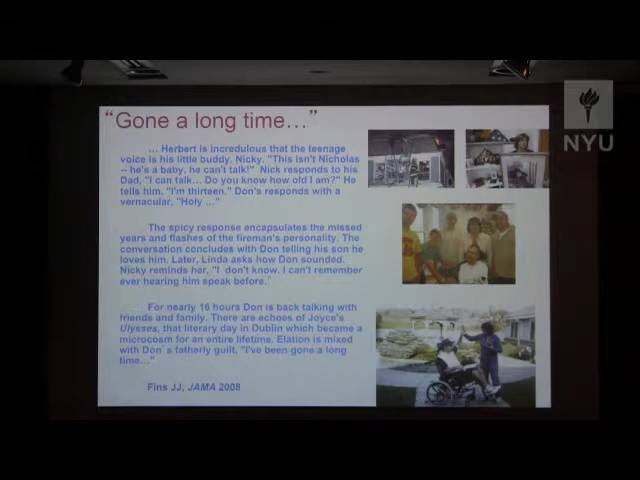 “Gone a long time…”
... Herbert is incredulous that the teenage
voice is his little buddy, Nicky. "This isn't Nicholas
-- he's a baby, he can't talk!" Nick responds to his
Dad, "I can talk... Do you know how old I am?" He
tells him, "I'm thirteen." Don's responds with a
vernacular, "Holy ..."
The spicy response encapsulates the missed
years and flashes of the fireman's personality. The
conversation concludes with Don telling his son he
loves him. Later, Linda asks how Don sounded.
Nicky reminds her, "I don't know. I can't remember
ever hearing him speak before."
For nearly 16 hours Don is back talking with
friends and family. There are echoes of Joyce's
Ulysses, that literary day in Dublin which became a
microcosm for an entire lifetime. Elation is mixed
with Don's fatherly guilt, "I've been gone a long
time…"
Fins JJ, JAMA 2008
NYU